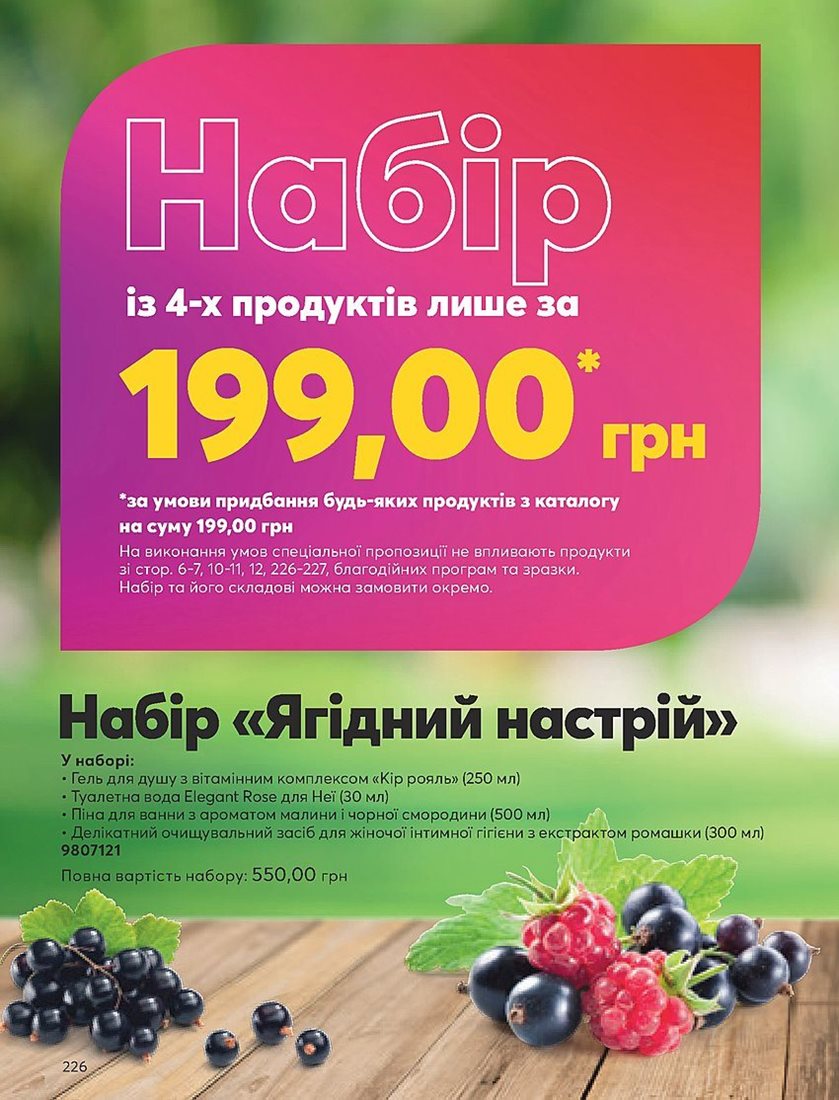 Набір
із 4-х продуктів лише за
199,00* грн
*за умови придбання будь-яких продуктів з каталогу
на суму 199,00 грн
На виконання умов спеціальної пропозиції не впливають продукти
зі стор. 6-7, 10-11, 12, 226-227, благодійних програм та зразки.
Набір та його складові можна замовити окремо.
Набір «Ягідний настрій»
У наборі:
• Гель для душу з вітамінним комплексом «Кір рояль» (250 мл)
• Туалетна вода Elegant Rose для Неї (30 мл)
• Піна для ванни з ароматом малини і чорної смородини (500 мл)
• Делікатний очищувальний засіб для жіночої інтимної гігієни з екстрактом ромашки (300 мл)
9807121
Повна вартість набору: 550,00 грн
226